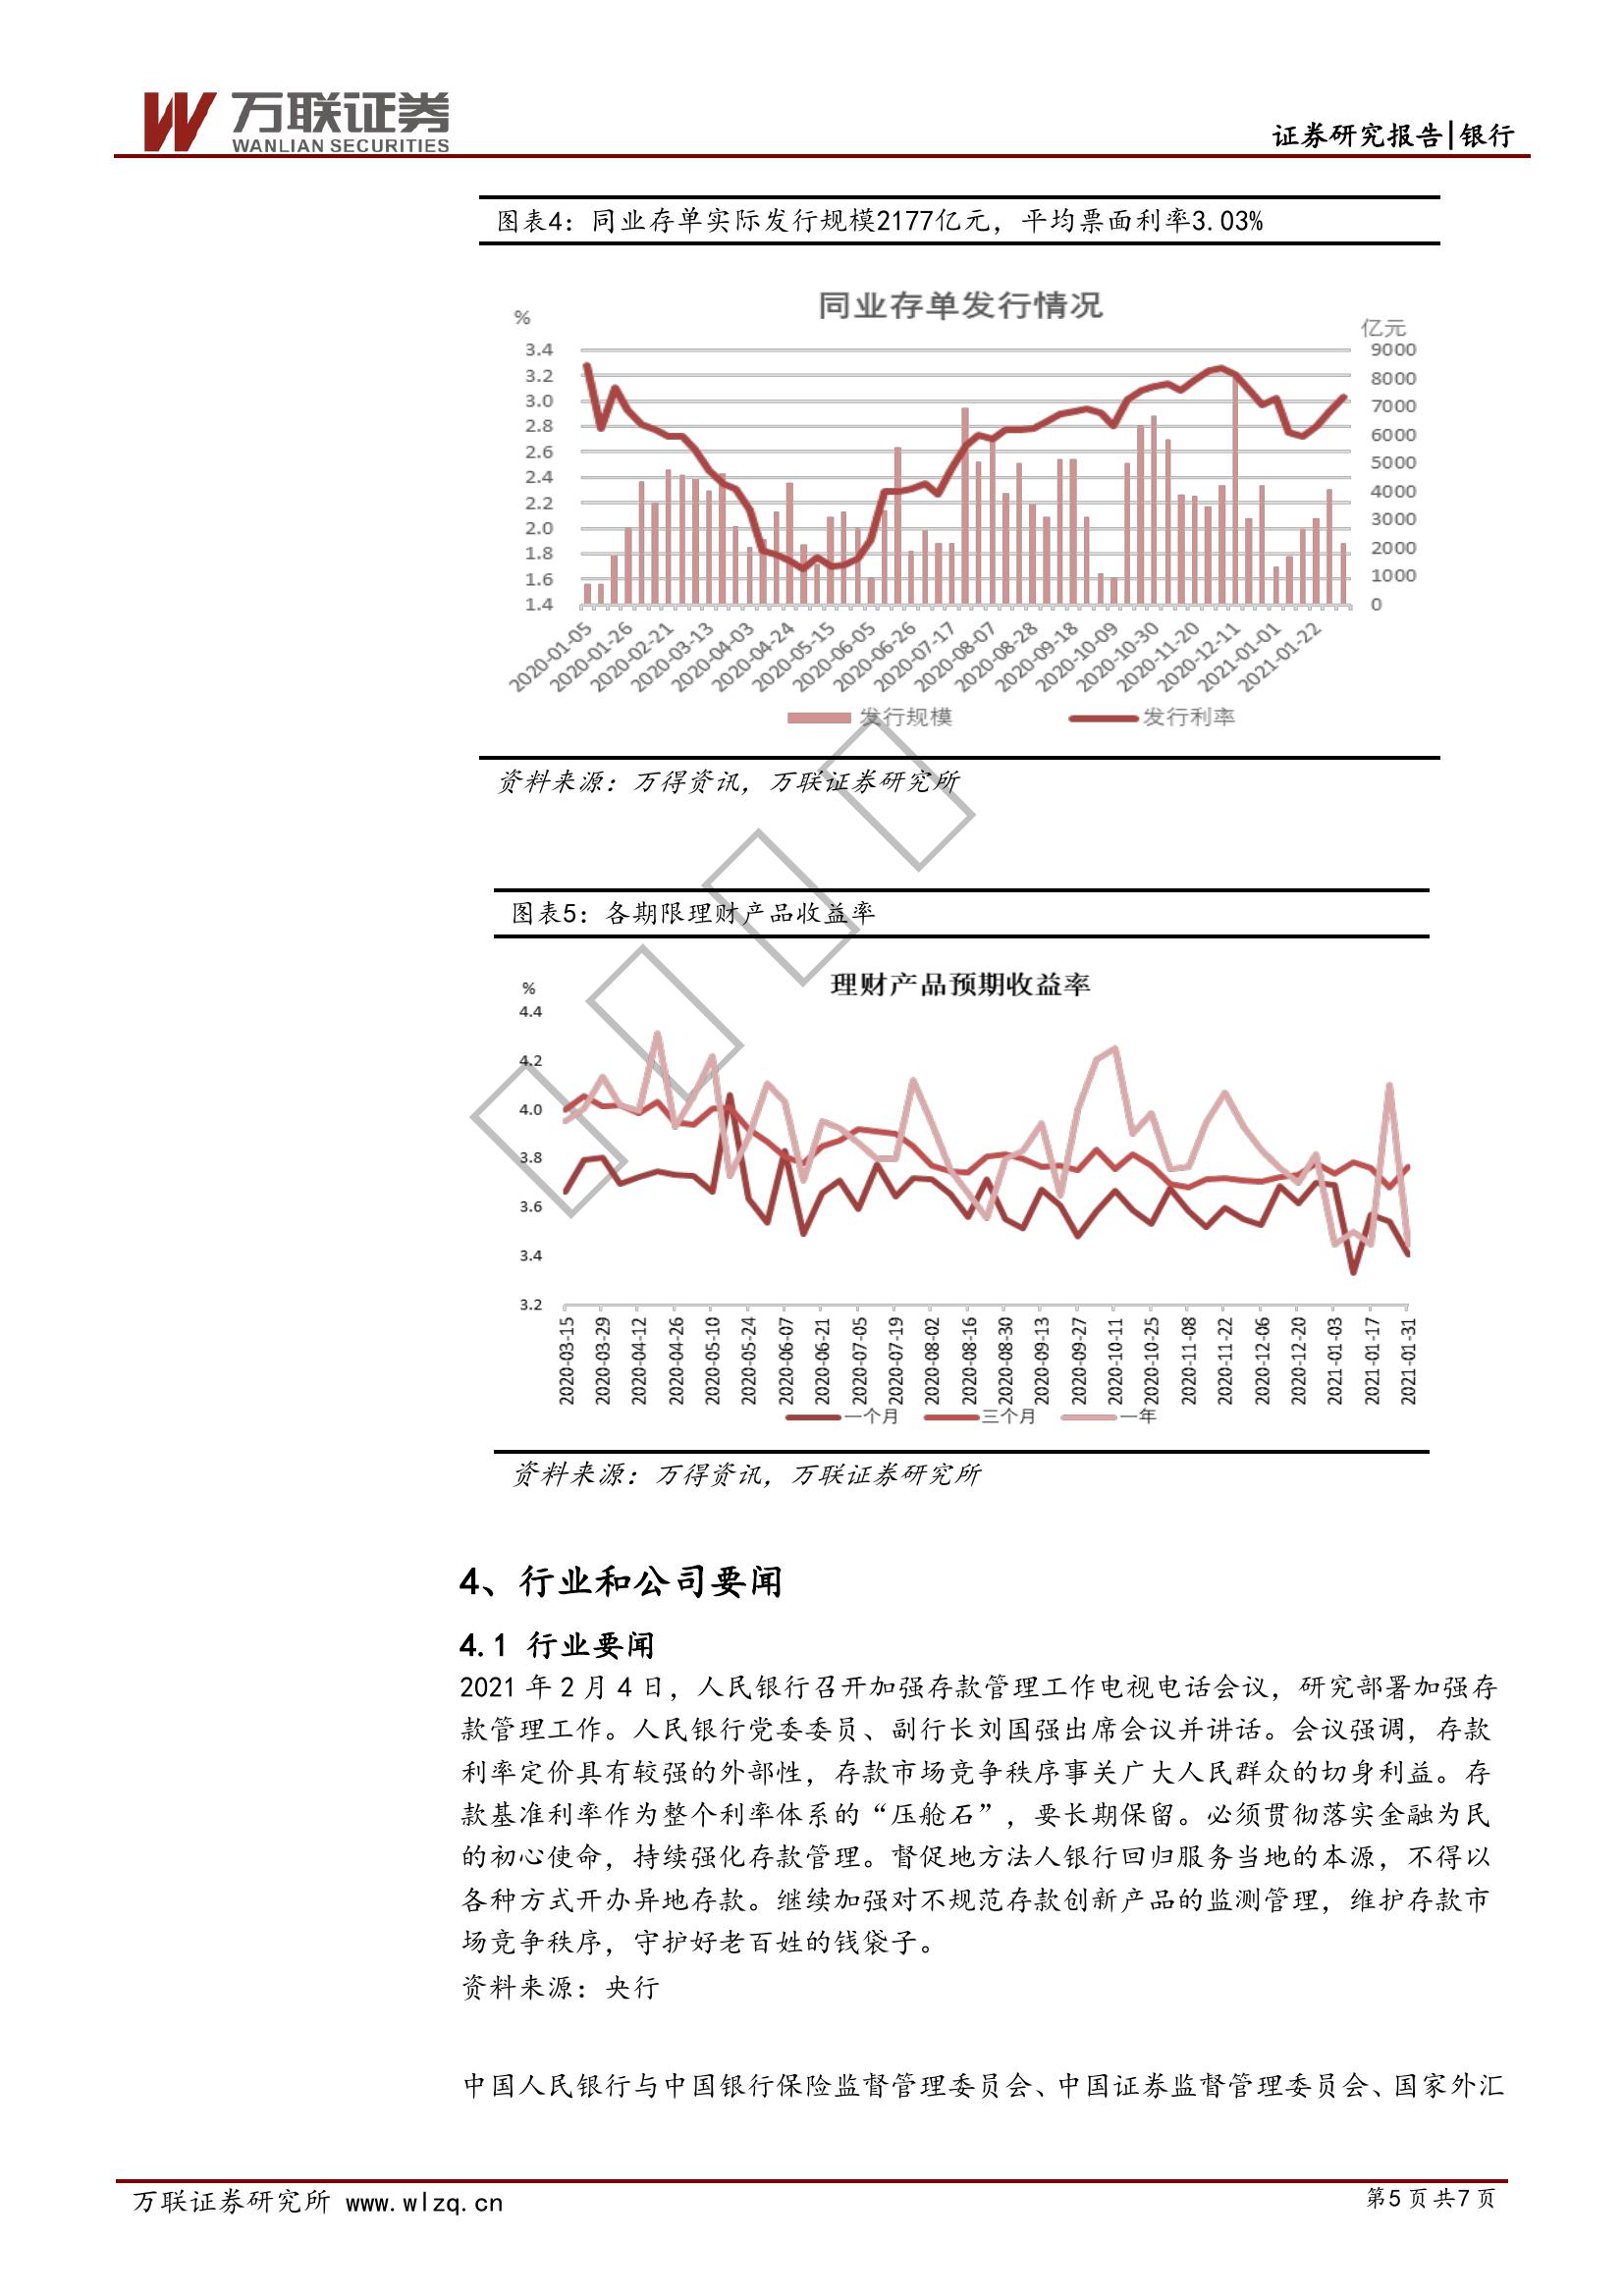 万联证券
WANLIAN SECURITIES
证券研究报告|银行
图表4：同业存单实际发行规模2177亿元，平均票面利率3.03%
同业存单发行情况
%
亿元
3.4
3.2
3.0
2.8
2.6
2.4
2.2
2.0
1.8
1.6
1.4
9000
8000
7000
6000
5000
4000
3000
2000
1000
0
2020-01-05
2020-01-26
2020-02-21
2020-03-13
2020-04-03
2020-04-24
2020-05-15
2020-06-05
2020-06-26
2020-07-17
2020-08-07
2020-08-28
2020-09-18
2020-10-09
2020-10-30
2020-11-20
2020-12-11
2021-01-01
2021-01-22
发行规模 发行利率
资料来源：万得资讯，万联证券研究所
图表5：各期限理财产品收益率
理财产品预期收益率
%
4.4
4.2
4.0
3.8
3.6
3.4
3.2
2020-03-15
2020-03-29
2020-04-12
2020-04-26
2020-05-10
2020-05-24
2020-06-07
2020-06-21
2020-07-05
2020-07-19
2020-08-02
2020-08-16
2020-08-30
2020-09-13
2020-09-27
2020-10-11
2020-10-25
2020-11-08
2020-11-22
2020-12-06
2020-12-20
2021-01-03
2021-01-17
2021-01-31
一个月 三个月 一年
资料来源：万得资讯，万联证券研究所
4、行业和公司要闻
4.1 行业要闻
2021 年 2 月 4 日，人民银行召开加强存款管理工作电视电话会议，研究部署加强存
款管理工作。人民银行党委委员、副行长刘国强出席会议并讲话。会议强调，存款
利率定价具有较强的外部性，存款市场竞争秩序事关广大人民群众的切身利益。存
款基准利率作为整个利率体系的“压舱石”，要长期保留。必须贯彻落实金融为民
的初心使命，持续强化存款管理。督促地方法人银行回归服务当地的本源，不得以
各种方式开办异地存款。继续加强对不规范存款创新产品的监测管理，维护存款市
场竞争秩序，守护好老百姓的钱袋子。
资料来源：央行
中国人民银行与中国银行保险监督管理委员会、中国证券监督管理委员会、国家外汇
万联证券研究所 www.wlzq.cn
第5页共7页